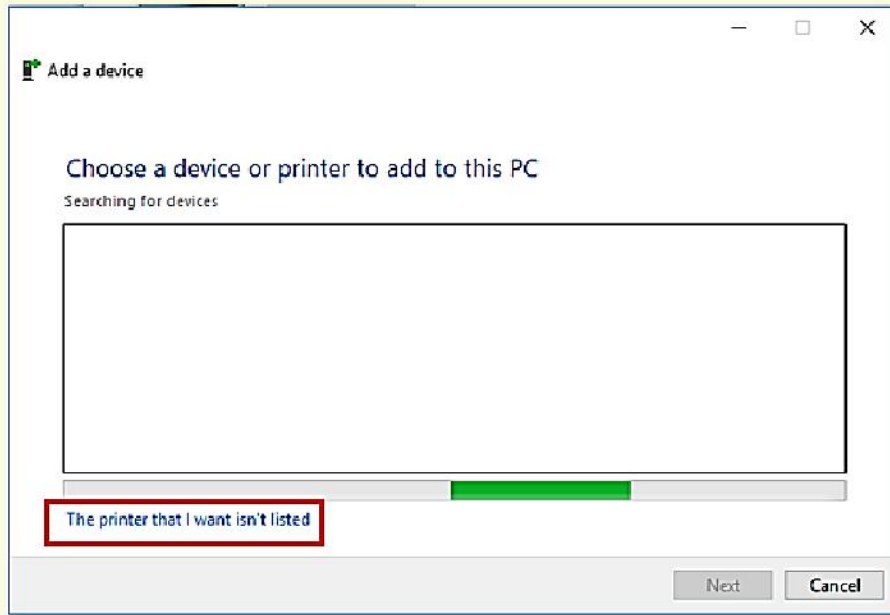 Add a device
Choose a device or printer to add to this PC
Searching for devices
The printer that I want isn't listed
Next
Cancel